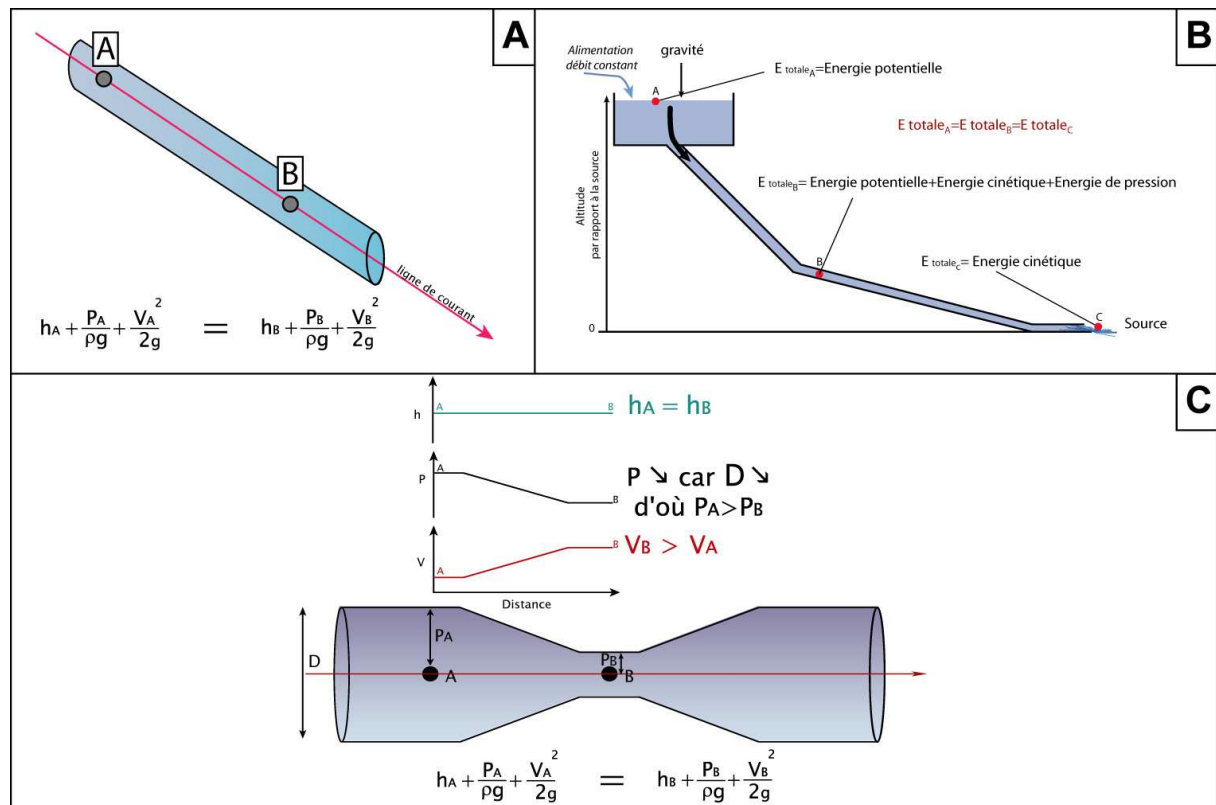 A
A
B
ligne de courant
hA + PA/ρg + VA²/2g = hB + PB/ρg + VB²/2g
B
Alimentation
débit constant
gravité
A
E totaleA=Energie potentielle
E totaleA=E totaleB=E totaleC
E totaleB= Energie potentielle+Energie cinétique+Energie de pression
Altitude
par rapport à la source
B
E totaleC= Energie cinétique
C
Source
0
C
h
A
B
hA = hB
P
A
B
P ↘ car D ↘
d'où PA>PB
V
A
B
VB > VA
Distance
D
PA
A
PB
B
hA + PA/ρg + VA²/2g = hB + PB/ρg + VB²/2g